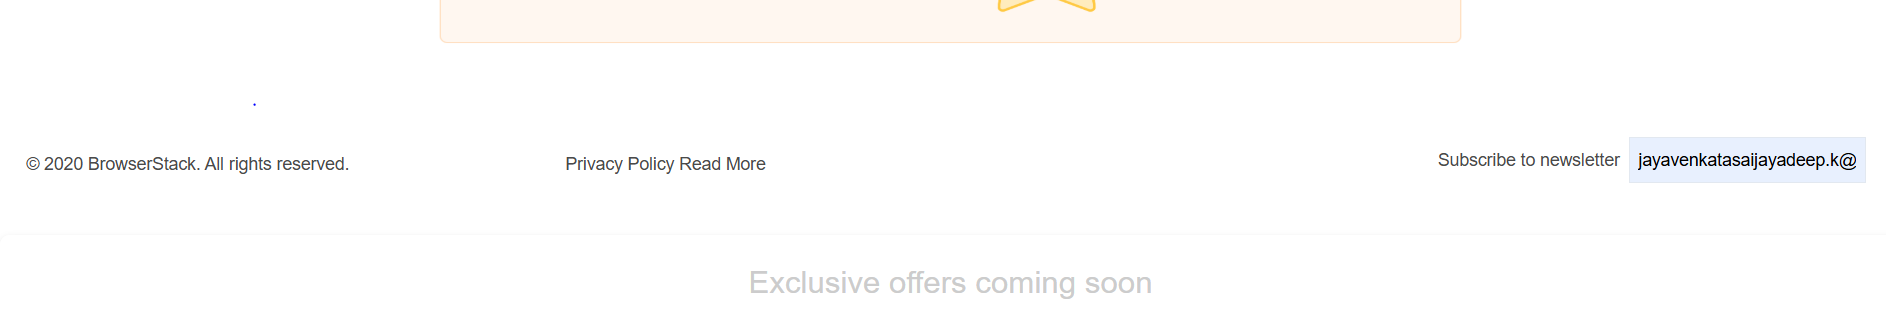 © 2020 BrowserStack. All rights reserved.
Privacy Policy Read More
Subscribe to newsletter
jayavenkatasaijayadeep.k@
Exclusive offers coming soon